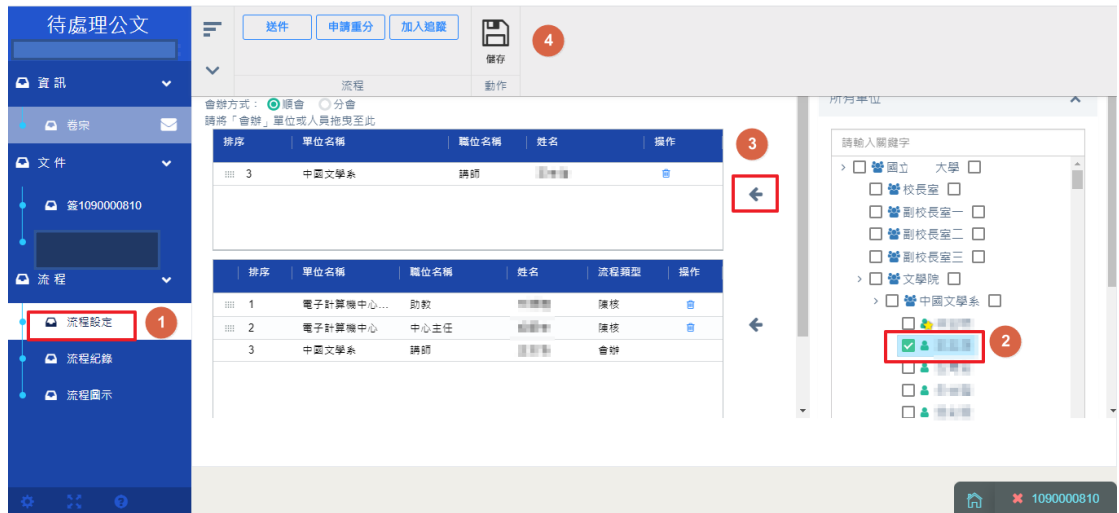 待處理公文
資訊
卷宗
文件
簽1090000810
流程
流程設定
1
流程紀錄
流程圖示
送件 申請重分 加入追蹤
儲存
4
流程 動作
會辦方式： 順會 分會
請將「會辦」單位或人員拖曳至此
排序 單位名稱 職位名稱 姓名 操作
3 中國文學系 講師
3
排序 單位名稱 職位名稱 姓名 流程類型 操作
1 電子計算機中心... 助教 陳核
2 電子計算機中心 中心主任 陳核
3 中國文學系 講師 會辦
所有單位
請輸入關鍵字
國立 大學
校長室
副校長室一
副校長室二
副校長室三
文學院
中國文學系
2
1090000810